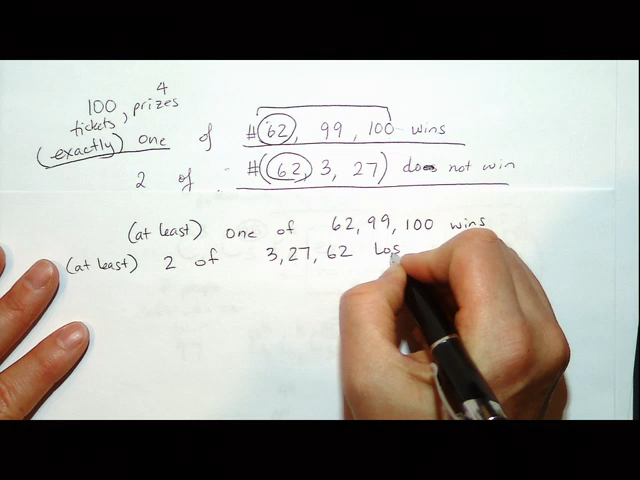 100 tickets, 4 prizes
(exactly) one of #62, 99, 100 wins
2 of #(62, 3, 27) does not win
(at least) one of 62, 99, 100 wins
(at least) 2 of 3, 27, 62 Los